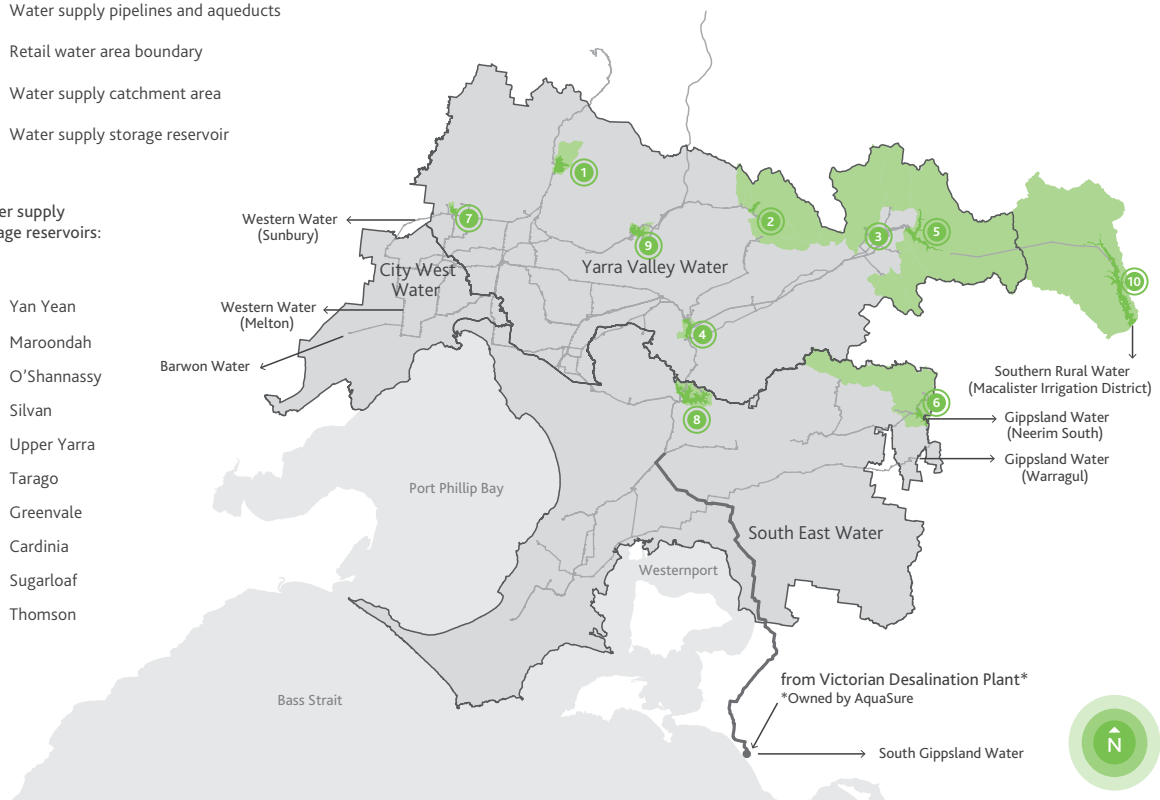 Water supply pipelines and aqueducts
Retail water area boundary
Water supply catchment area
Water supply storage reservoir
er supply
age reservoirs:
Yan Yean
Maroondah
O’Shannassy
Silvan
Upper Yarra
Tarago
Greenvale
Cardinia
Sugarloaf
Thomson
1
2
3
5
7
9
10
4
6
8
Western Water
(Sunbury)
City West
Water
Yarra Valley Water
Western Water
(Melton)
Barwon Water
Southern Rural Water
(Macalister Irrigation District)
Gippsland Water
(Neerim South)
Gippsland Water
(Warragul)
Port Phillip Bay
South East Water
Westernport
Bass Strait
from Victorian Desalination Plant*
*Owned by AquaSure
South Gippsland Water
N